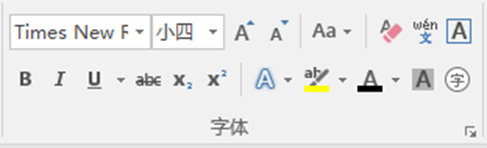 Times New F 小四 A A Aa wén 文 A
B I U abc x₂ x² A ab A A 字
字体